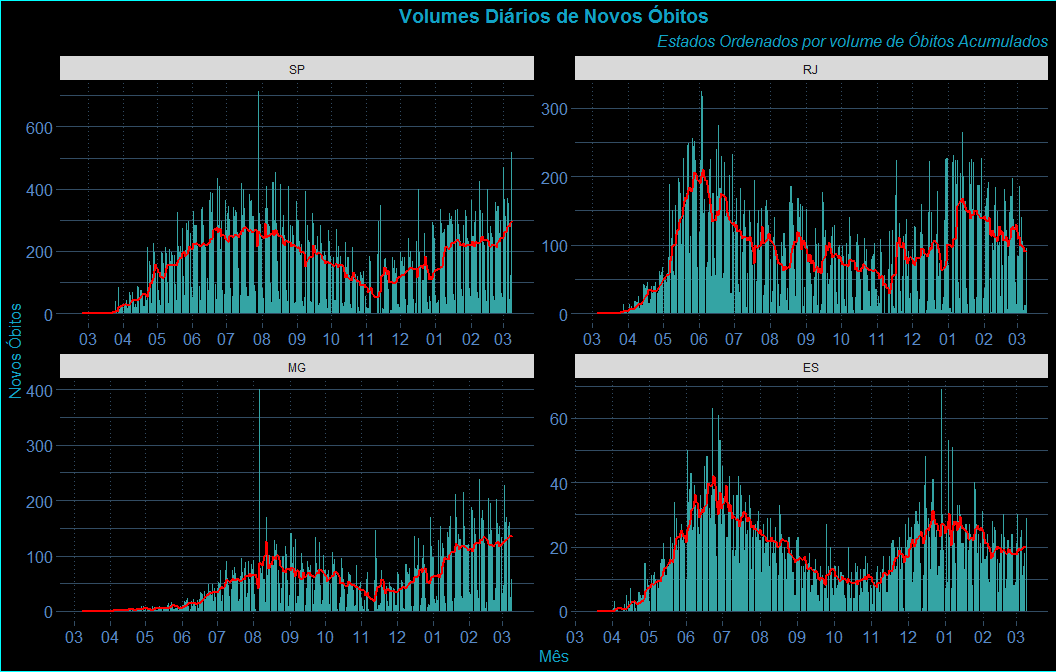 Volumes Diários de Novos Óbitos
Estados Ordenados por volume de Óbitos Acumulados
SP
RJ
600
400
200
0
300
200
100
0
03 04 05 06 07 08 09 10 11 12 01 02 03
03 04 05 06 07 08 09 10 11 12 01 02 03
Novos Óbitos
MG
ES
400
300
200
100
0
60
40
20
0
03 04 05 06 07 08 09 10 11 12 01 02 03
03 04 05 06 07 08 09 10 11 12 01 02 03
Mês